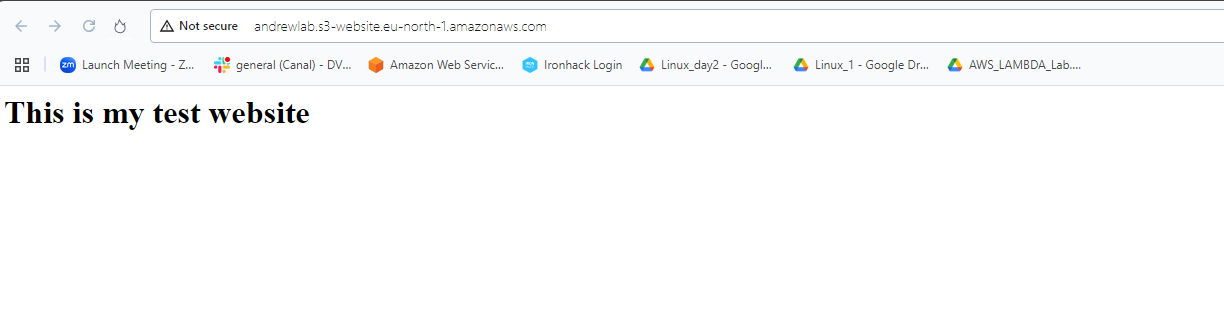 Not secure andrewlab.s3-website.eu-north-1.amazonaws.com
zm Launch Meeting - Z... general (Canal) - DV... Amazon Web Servic... Ironhack Login Linux_day2 - Googl... Linux_1 - Google Dr... AWS_LAMBDA_Lab....
This is my test website